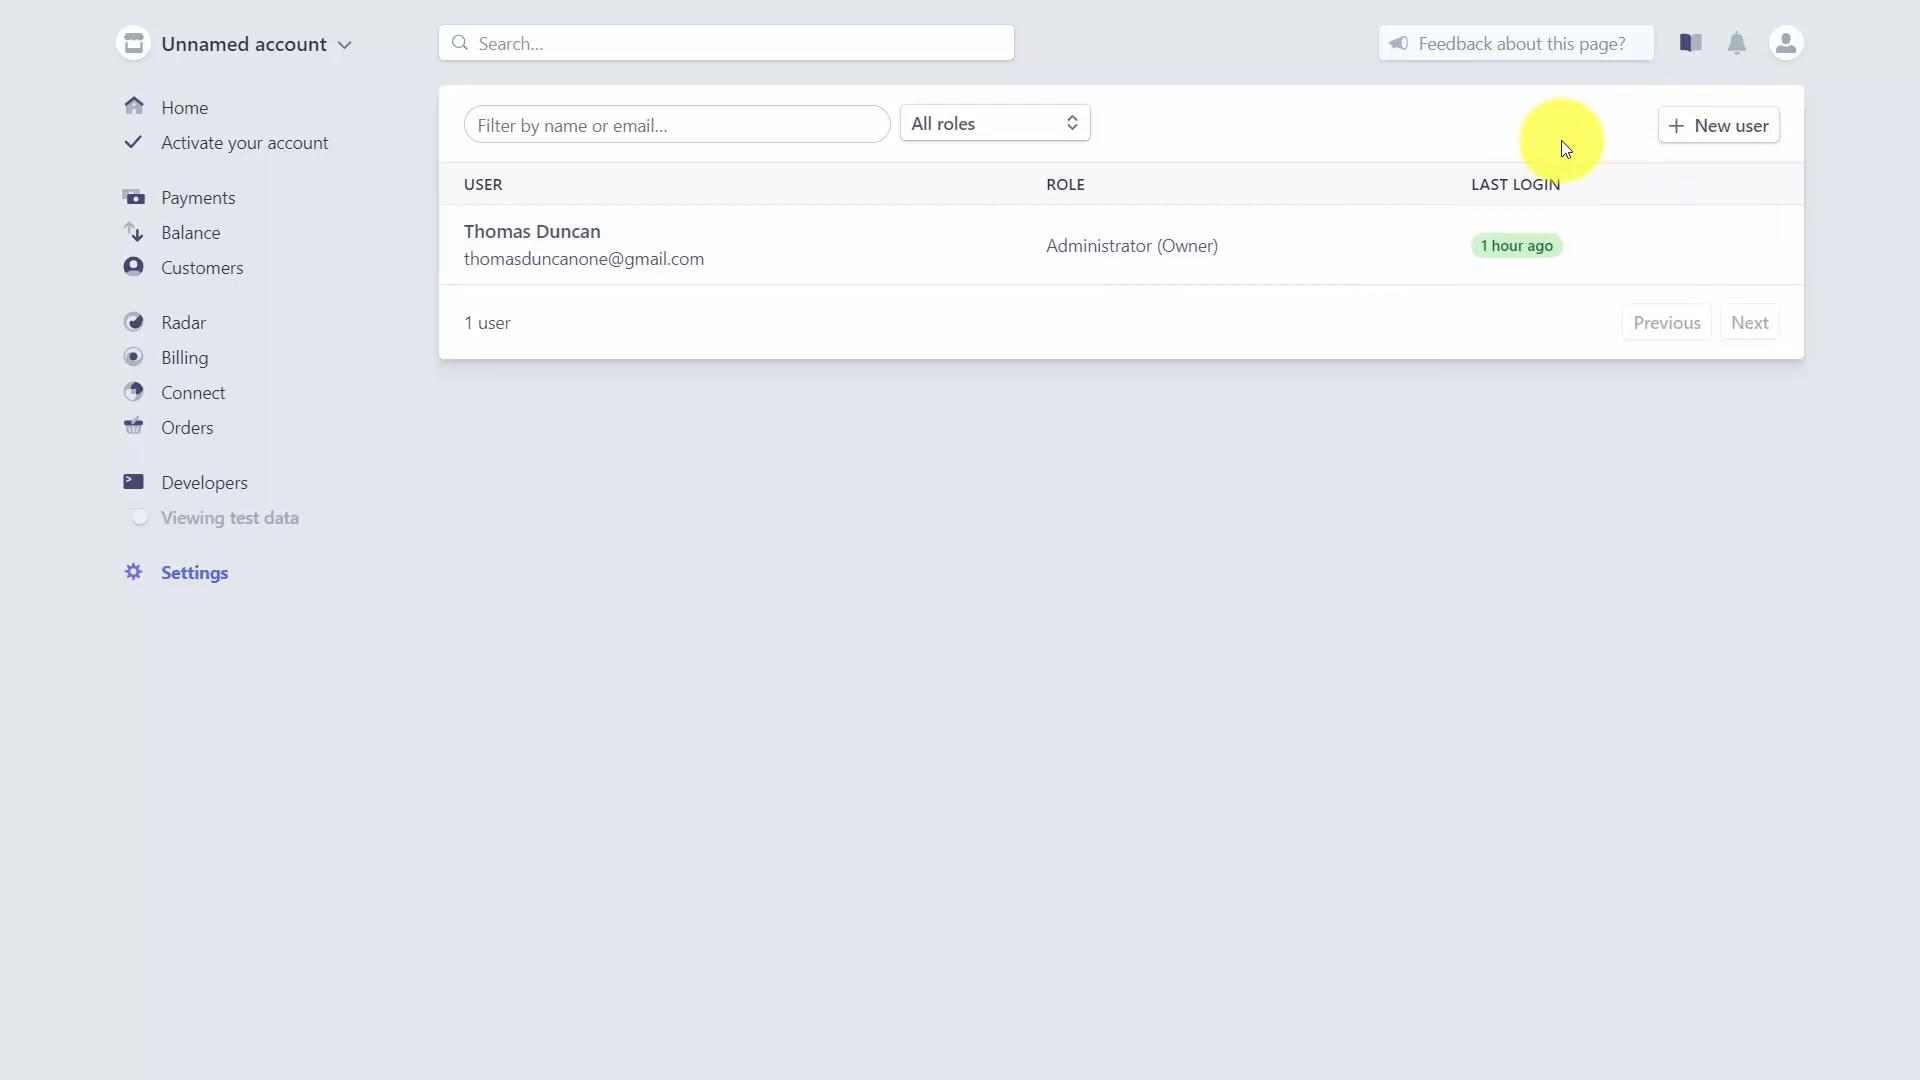 Unnamed account
Search...
Feedback about this page?
Home
Activate your account
Payments
Balance
Customers
Radar
Billing
Connect
Orders
Developers
Viewing test data
Settings
Filter by name or email...
All roles
New user
USER ROLE LAST LOGIN
Thomas Duncan
thomasduncanone@gmail.com
Administrator (Owner)
1 hour ago
1 user
Previous
Next